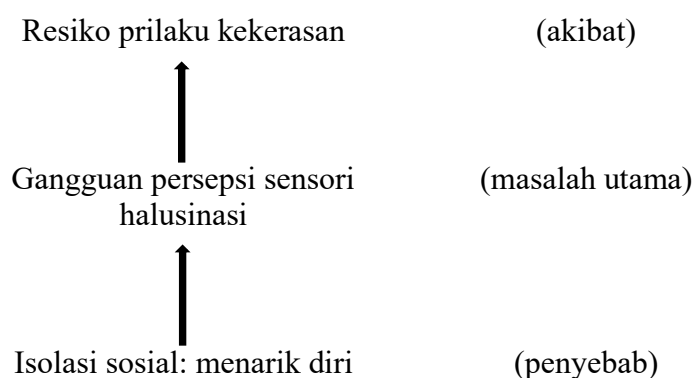 Resiko prilaku kekerasan (akibat)
Gangguan persepsi sensori (masalah utama)
halusinasi
Isolasi sosial: menarik diri (penyebab)